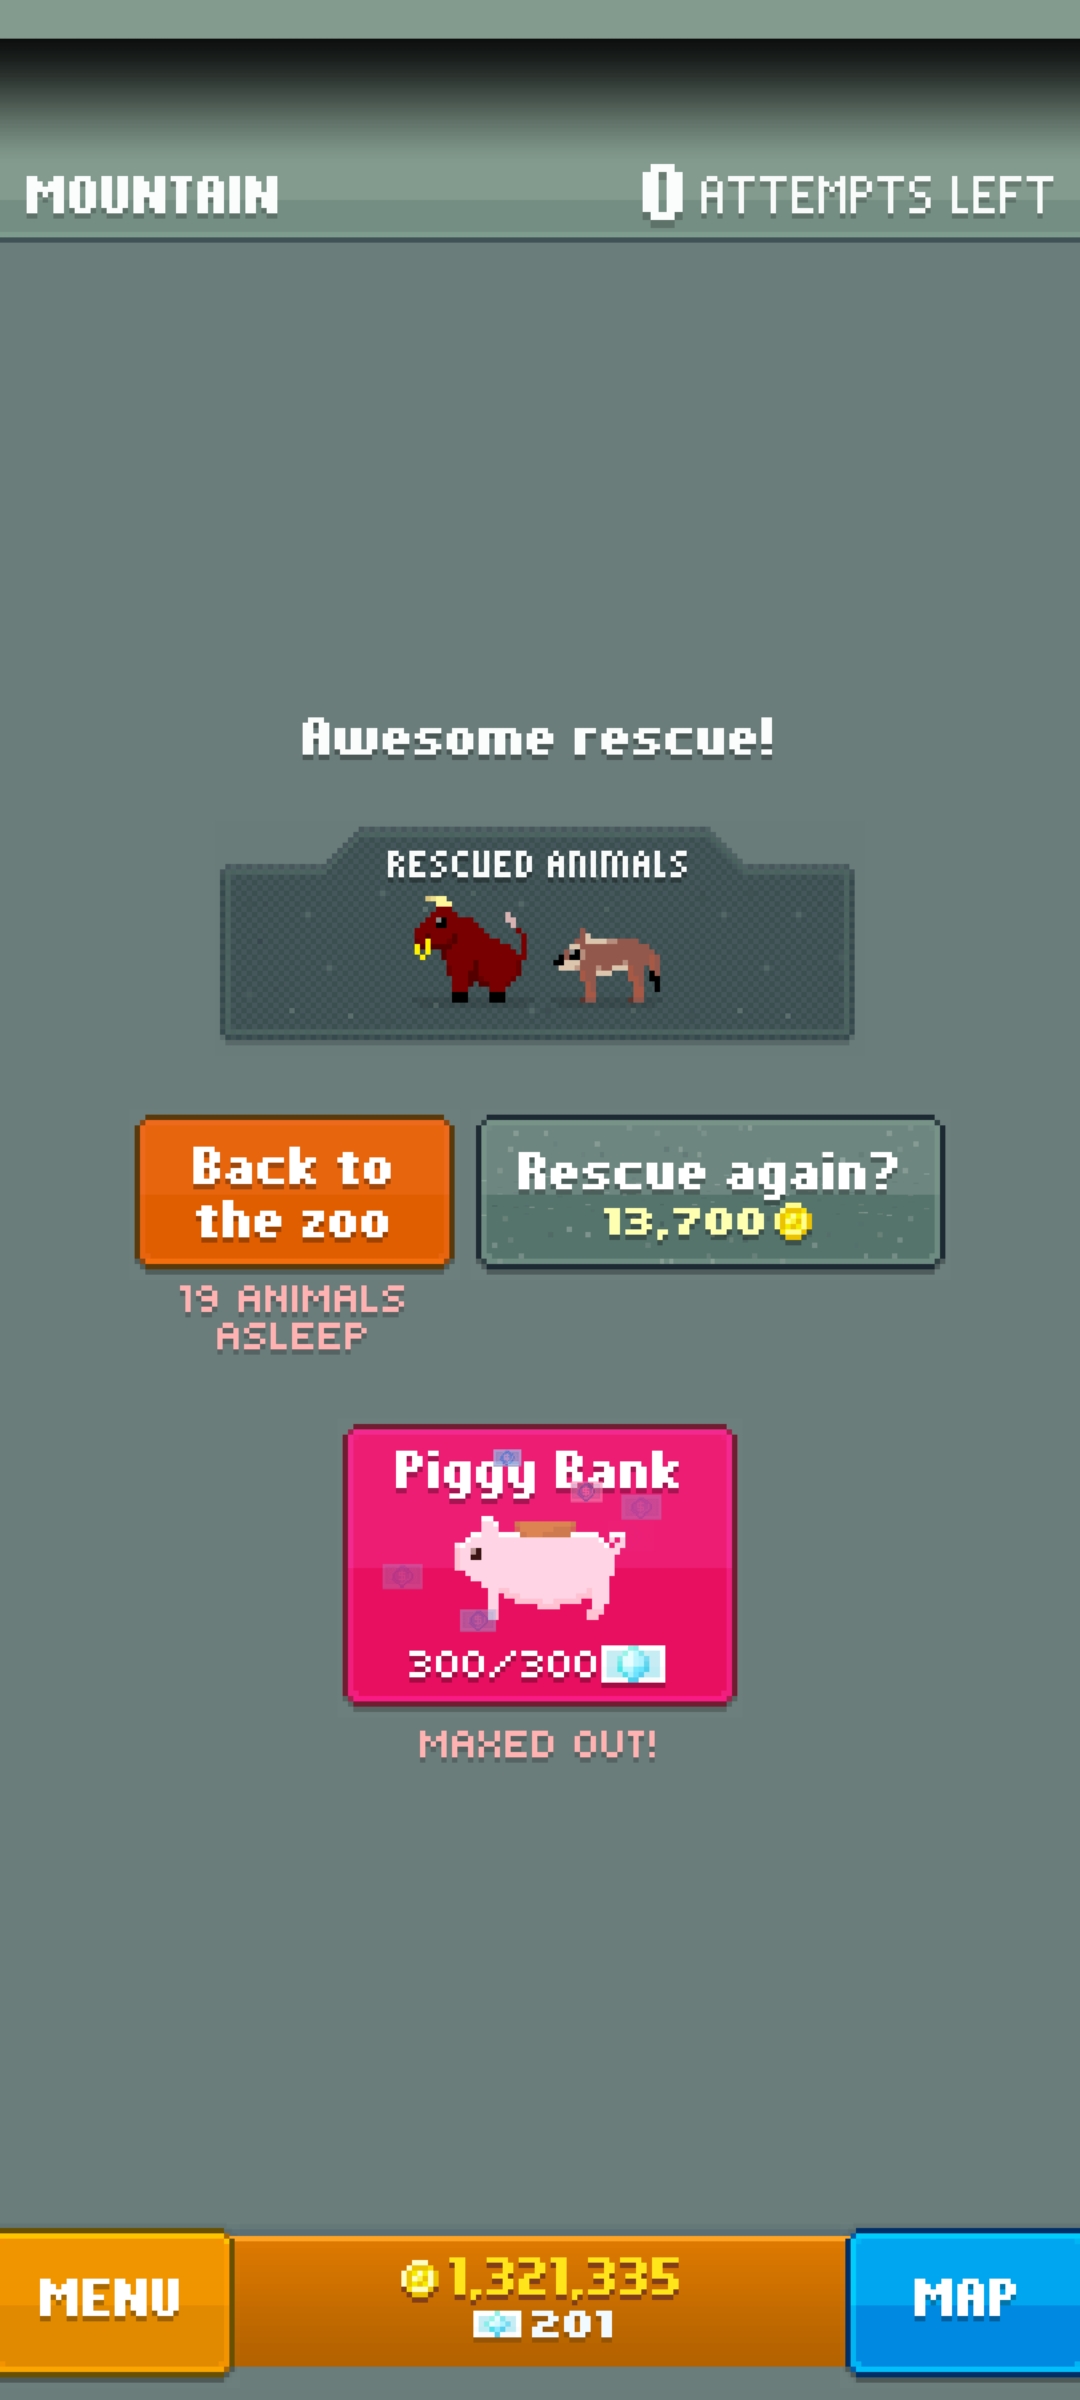 MOUNTAIN
0 ATTEMPTS LEFT
Awesome rescue!
RESCUED ANIMALS
Back to
the zoo
Rescue again?
13,700
19 ANIMALS
ASLEEP
Piggy Bank
300/300
MAXED OUT!
MENU
1,321,335
201
MAP